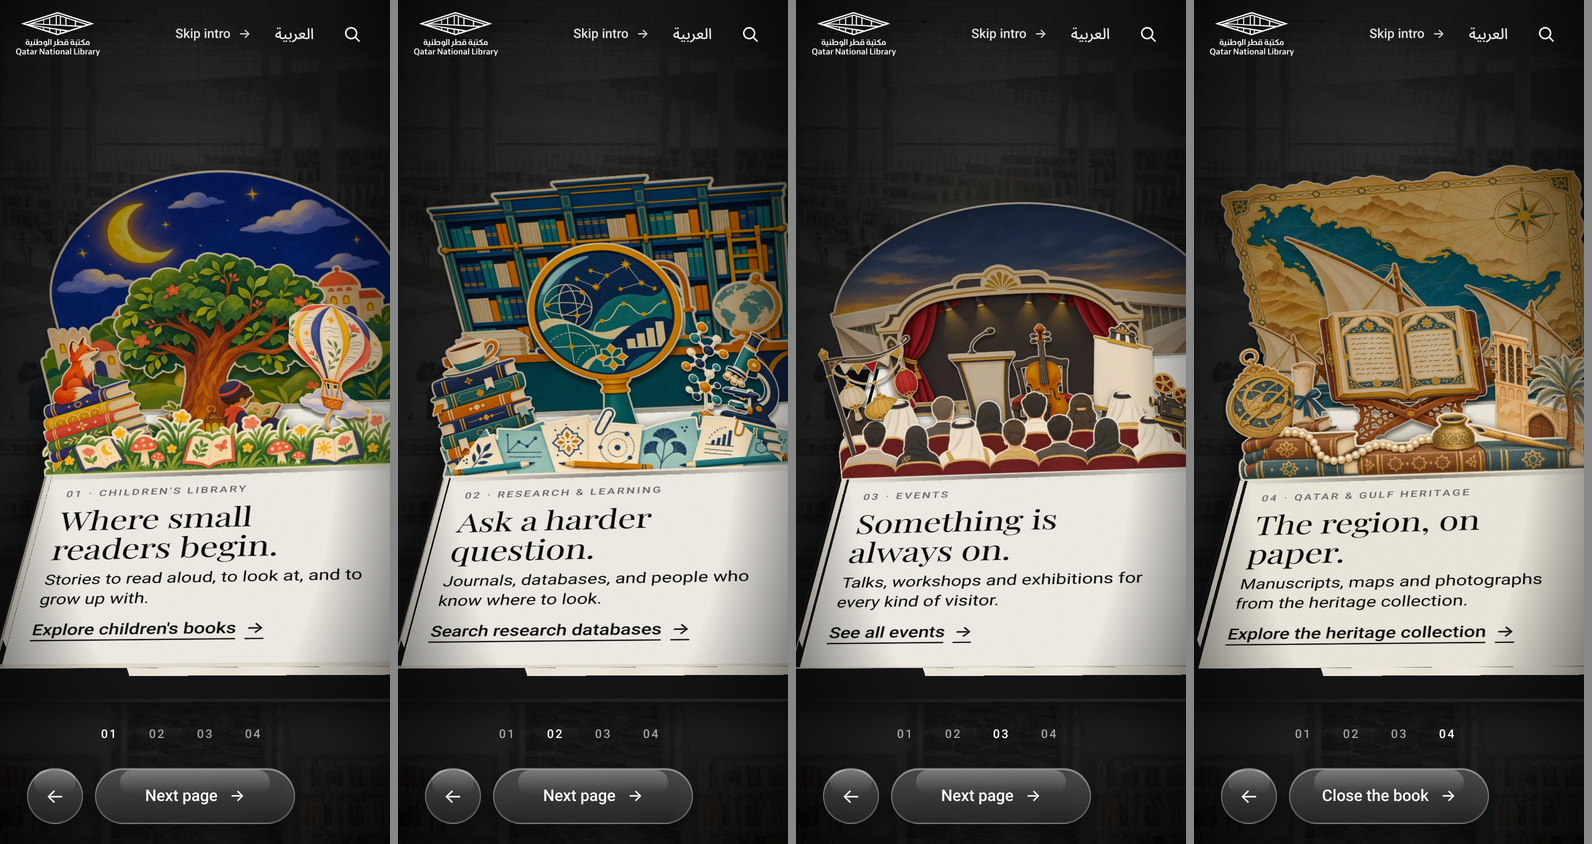 مكتبة قطر الوطنية
Qatar National Library
Skip intro →
العربية
01 · CHILDREN'S LIBRARY
Where small
readers begin.
Stories to read aloud, to look at, and to
grow up with.
Explore children's books →
01 02 03 04
← Next page →
مكتبة قطر الوطنية
Qatar National Library
Skip intro →
العربية
02 · RESEARCH & LEARNING
Ask a harder
question.
Journals, databases, and people who
know where to look.
Search research databases →
01 02 03 04
← Next page →
مكتبة قطر الوطنية
Qatar National Library
Skip intro →
العربية
03 · EVENTS
Something is
always on.
Talks, workshops and exhibitions for
every kind of visitor.
See all events →
01 02 03 04
← Next page →
مكتبة قطر الوطنية
Qatar National Library
Skip intro →
العربية
04 · QATAR & GULF HERITAGE
The region, on
paper.
Manuscripts, maps and photographs
from the heritage collection.
Explore the heritage collection →
01 02 03 04
← Close the book →